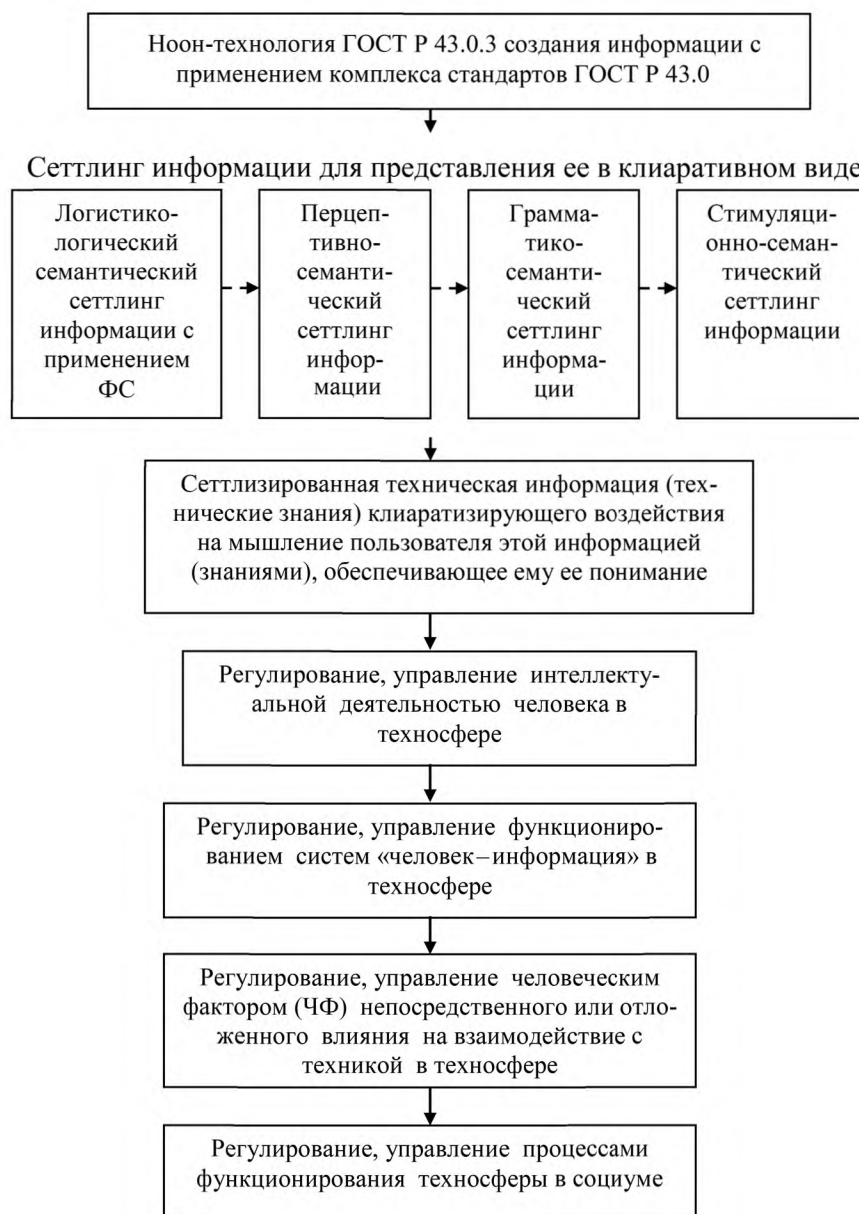 Ноон-технология ГОСТ Р 43.0.3 создания информации с
применением комплекса стандартов ГОСТ Р 43.0
Сеттлинг информации для представления ее в клиаративном виде
Логистико-
логический
семантический
сеттлинг
информации с
применением
ФС
Перцеп-
тивно-
семанти-
ческий
сеттлинг
инфор-
мации
Грамма-
тико-
семанти-
ческий
сеттлинг
информа-
ции
Стимуляци-
онно-семан-
тический
сеттлинг
информации
Сеттлизированная техническая информация (тех-
нические знания) клиаратизирующего воздействия
на мышление пользователя этой информацией
(знаниями), обеспечивающее ему ее понимание
Регулирование, управление интеллекту-
альной деятельностью человека в
техносфере
Регулирование, управление функциониро-
ванием систем «человек–информация» в
техносфере
Регулирование, управление человеческим
фактором (ЧФ) непосредственного или отло-
женного влияния на взаимодействие с
техникой в техносфере
Регулирование, управление процессами
функционирования техносферы в социуме